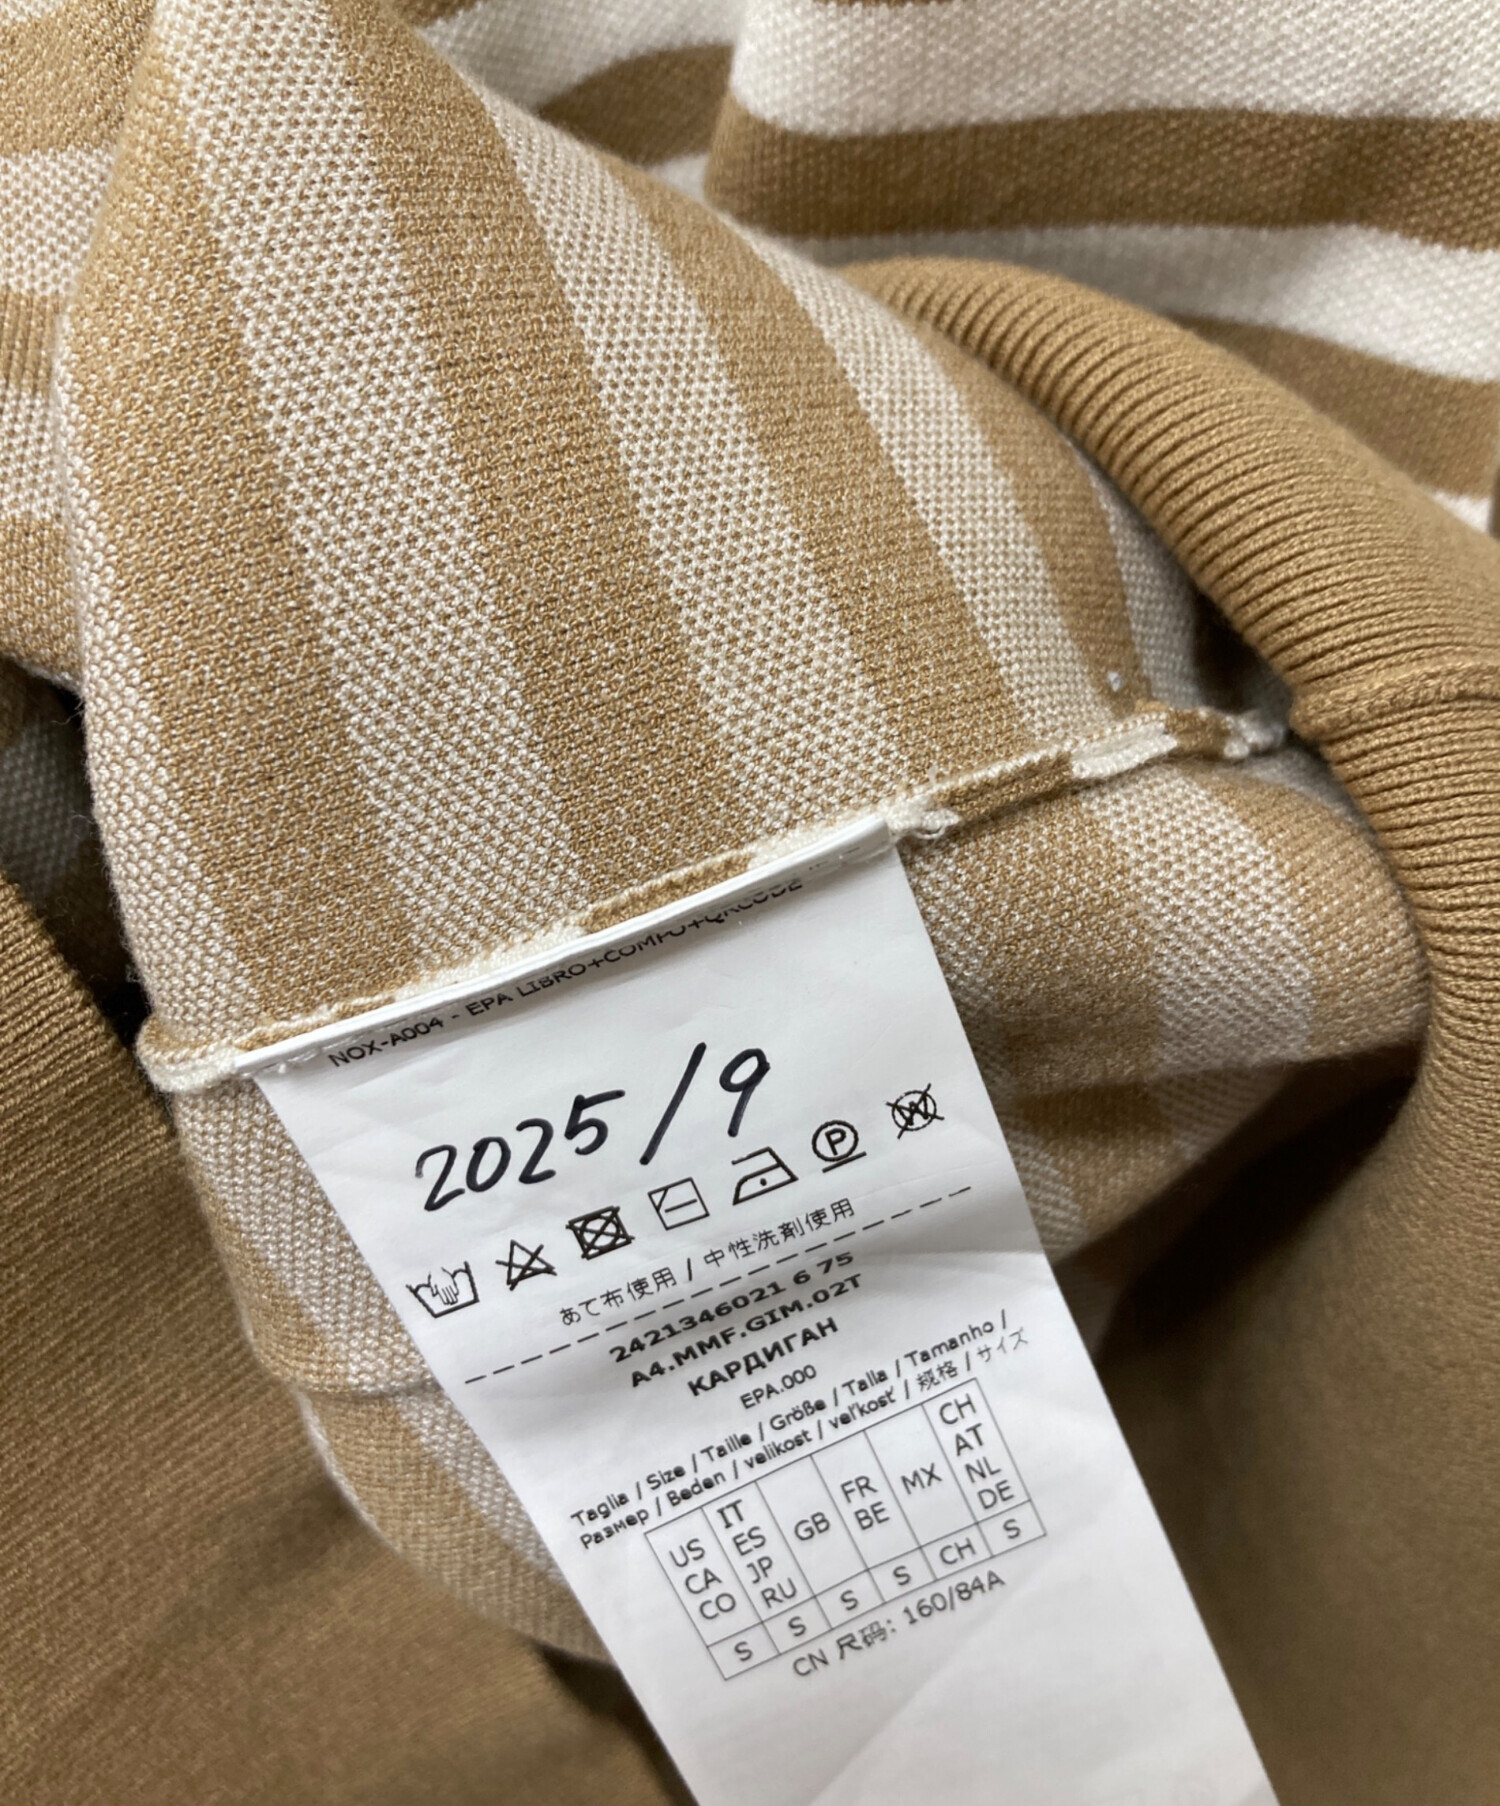 NOX-A004 - EPA LIBRO+COMPO+QRCODE
2025/9
P
W
あて布使用 / 中性洗剤使用
2421346021 6 75
A4.MMF.GIM.02T
КАРДИГАН
EPA.000
Taglia / Size / Taille / Größe / Talla / Tamanho /
Размер / Beden / velikost / veľkosť / 规格 / サイズ
US CA CO
IT ES JP RU
GB
FR BE
MX
CH AT NL DE
S S S S CH S
CN 尺码: 160/84A